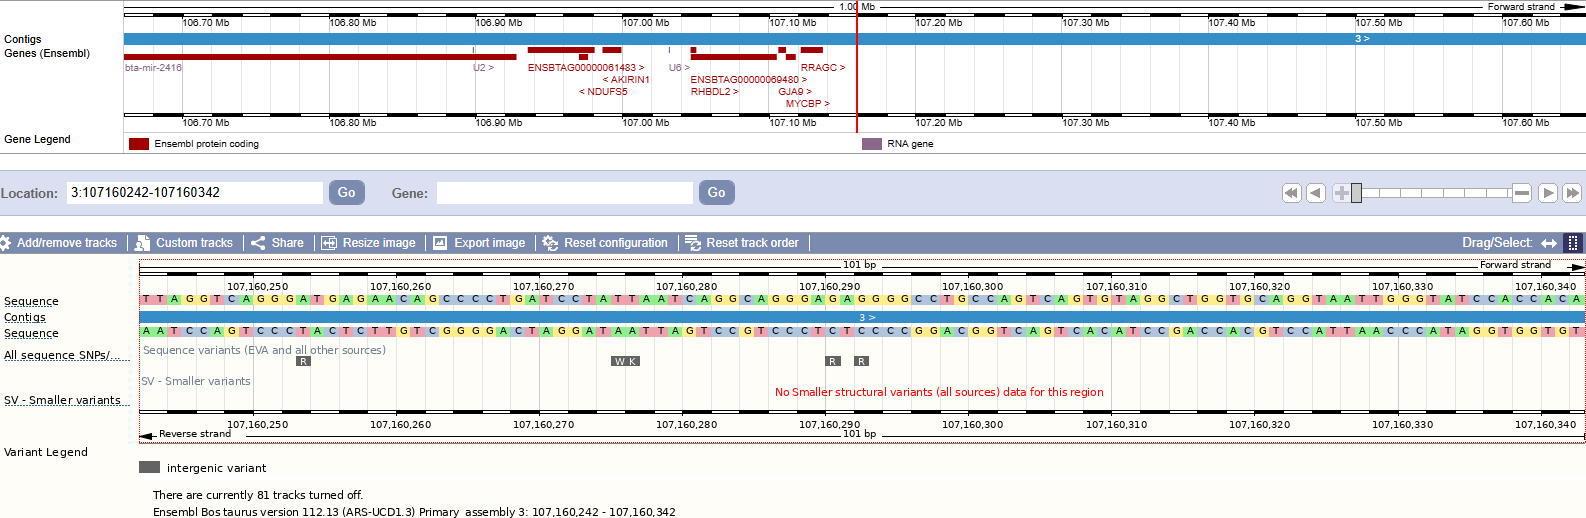 1.00 Mb
Forward strand
106.70 Mb 106.80 Mb 106.90 Mb 107.00 Mb 107.10 Mb 107.20 Mb 107.30 Mb 107.40 Mb 107.50 Mb 107.60 Mb
Contigs
3 >
Genes (Ensembl)
bta-mir-2416 U2 > ENSBTAG00000061483 > U6 > RRAGC >
< AKIRIN1 ENSBTAG00000069480 >
< NDUFS5 RHBDL2 > GJA9 >
MYCBP >
106.70 Mb 106.80 Mb 106.90 Mb 107.00 Mb 107.10 Mb 107.20 Mb 107.30 Mb 107.40 Mb 107.50 Mb 107.60 Mb
Gene Legend
Ensembl protein coding
RNA gene
Location: 3:107160242-107160342 Go Gene: Go
Add/remove tracks Custom tracks Share Resize image Export image Reset configuration Reset track order Drag/Select:
101 bp
Forward strand
107,160,250 107,160,260 107,160,270 107,160,280 107,160,290 107,160,300 107,160,310 107,160,320 107,160,330 107,160,340
Sequence T T A G G T C A G G G A T G A G A A C A G C C C C T G A T C C T A T T A A T C A G G C A G G G A G A G G G G C C T G C C A G T C A G T G T A G G C T G G T G C A G G T A A T T G G G T A T C C A C C A C A
Contigs 3 >
Sequence A A T C C A G T C C C T A C T C T T G T C G G G G A C T A G G A T A A T T A G T C C G T C C C T C T C C C C G G A C G G T C A G T C A C A T C C G A C C A C G T C C A T T A A C C C A T A G G T G G T G T
Sequence variants (EVA and all other sources)
All sequence SNPs/...
R W K R R
SV - Smaller variants
No Smaller structural variants (all sources) data for this region
SV - Smaller variants
107,160,250 107,160,260 107,160,270 107,160,280 107,160,290 107,160,300 107,160,310 107,160,320 107,160,330 107,160,340
Reverse strand
101 bp
Variant Legend
intergenic variant
There are currently 81 tracks turned off.
Ensembl Bos taurus version 112.13 (ARS-UCD1.3) Primary assembly 3: 107,160,242 - 107,160,342